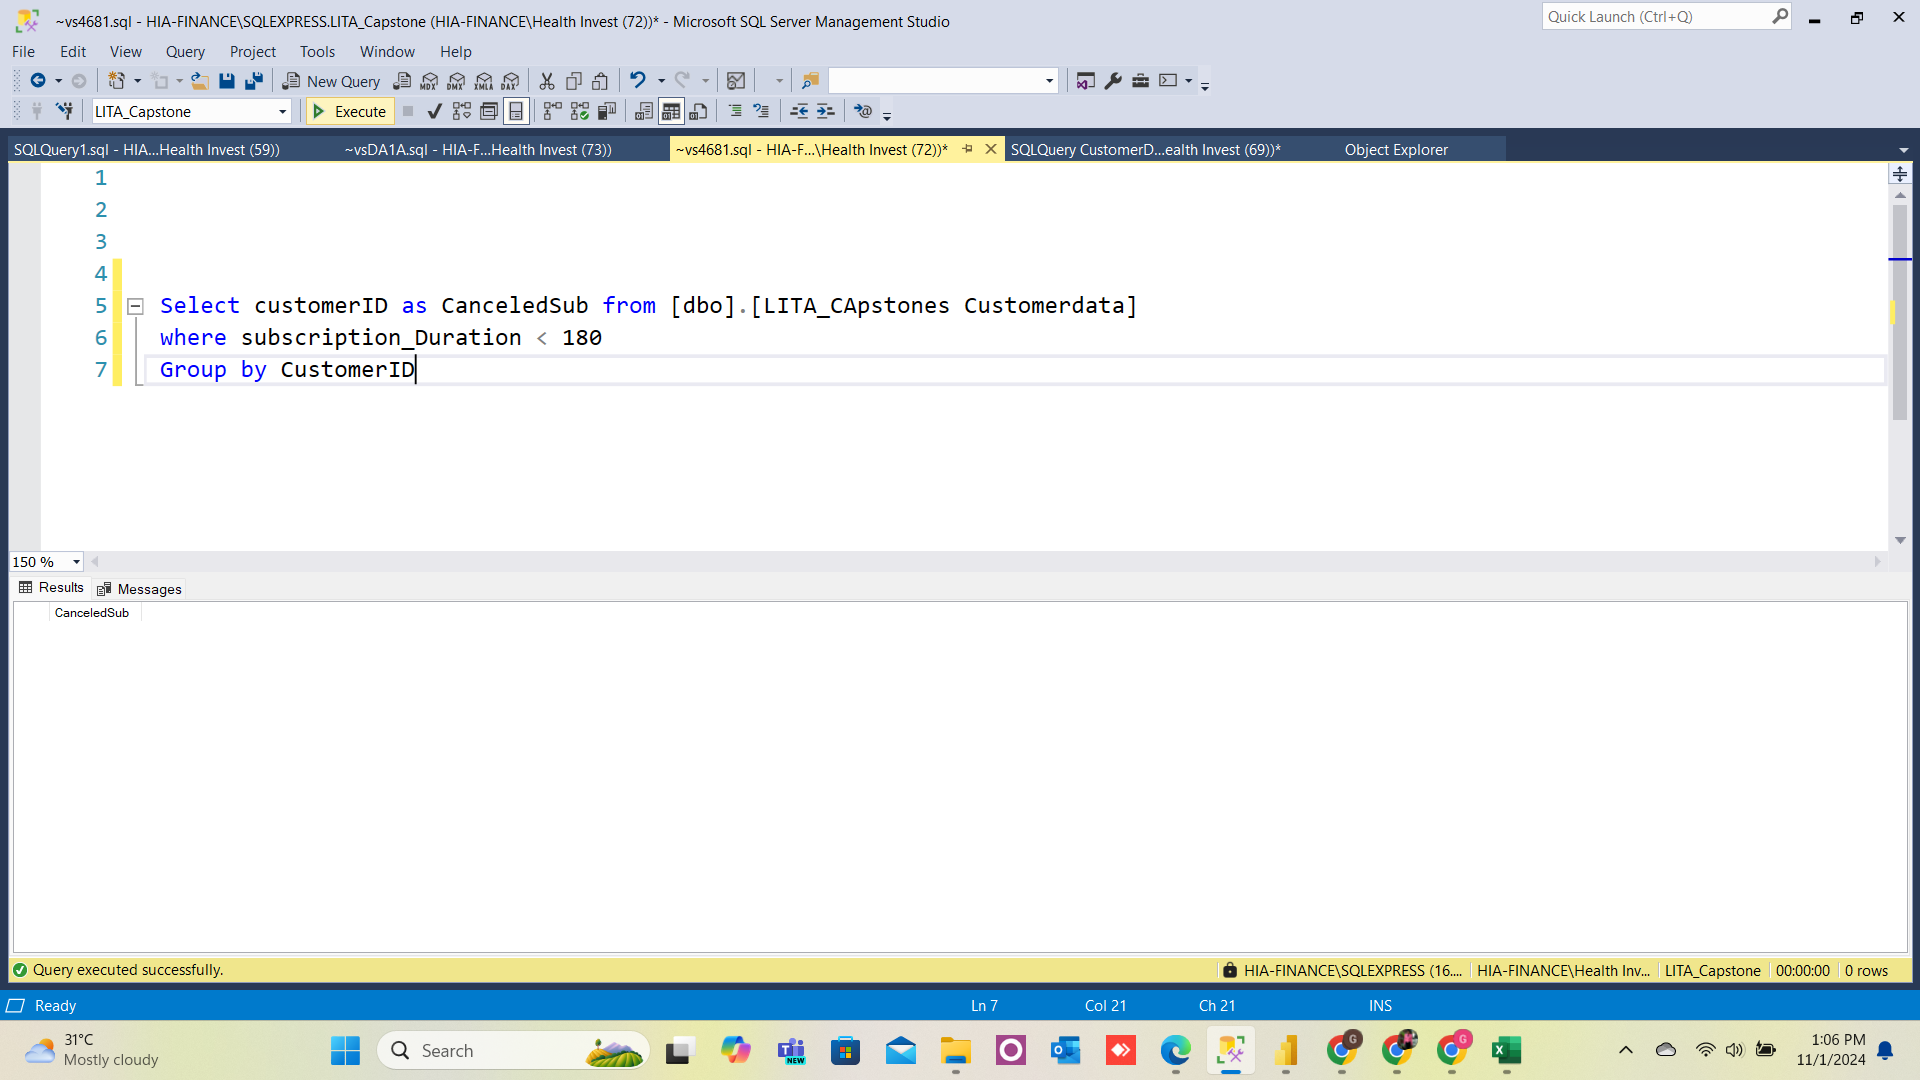 ~vs4681.sql - HIA-FINANCE\SQLEXPRESS.LITA_Capstone (HIA-FINANCE\Health Invest (72))* - Microsoft SQL Server Management Studio
Quick Launch (Ctrl+Q)
File Edit View Query Project Tools Window Help
New Query
MDX DMX XMLA DAX
LITA_Capstone
Execute
SQLQuery1.sql - HIA...Health Invest (59))
~vsDA1A.sql - HIA-F...Health Invest (73))
~vs4681.sql - HIA-F...\Health Invest (72))*
SQLQuery CustomerD...ealth Invest (69))*
Object Explorer
1
2
3
4
5 Select customerID as CanceledSub from [dbo].[LITA_CApstones Customerdata]
6 where subscription_Duration < 180
7 Group by CustomerID
150 %
Results Messages
CanceledSub
Query executed successfully.
HIA-FINANCE\SQLEXPRESS (16.... HIA-FINANCE\Health Inv... LITA_Capstone 00:00:00 0 rows
Ready Ln 7 Col 21 Ch 21 INS
31°C
Mostly cloudy
Search
NEW
G
G
1:06 PM
11/1/2024